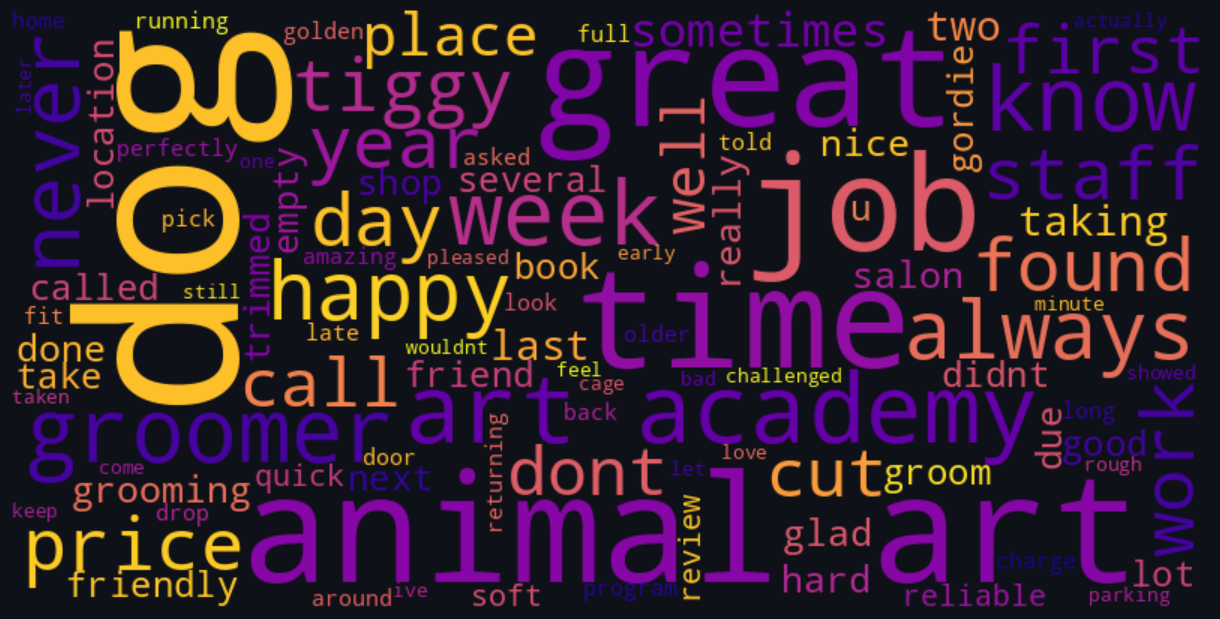 home
running
golden
place
full
sometimes
two
actually
never
later
location
dog
tiggy
great
first
know
gordie
perfectly
one
year
asked
told
nice
well
really
job
u
staff
shop
several
pick
empty
trimmed
day
week
taking
amazing
pleased
book
early
salon
found
called
still
happy
look
time
minute
always
fit
late
older
done
wouldnt
last
take
call
friend
feel
cage
bad
challenged
didnt
showed
taken
groomer
art
back
academy
due
long
good
work
door
love
rough
come
quick
next
returning
dont
let
cut
groom
grooming
keep
drop
animal art
review
glad
price
charge
friendly
hard
lot
around
ive
soft
program
reliable
parking